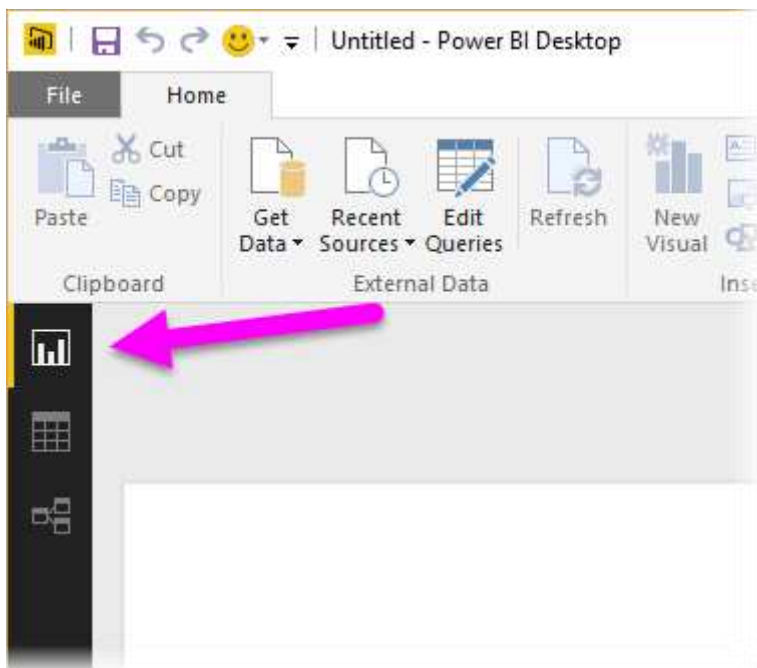 Untitled - Power BI Desktop
File Home
Cut
Copy
Paste
Get Data
Recent Sources
Edit Queries
Refresh
New Visual
Clipboard
External Data
Inse